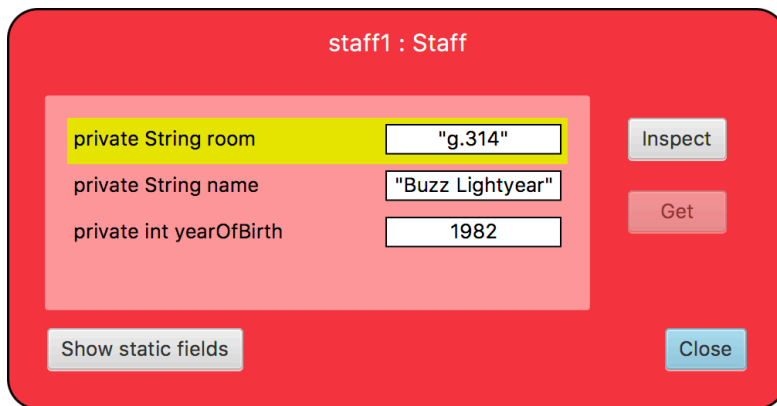 staff1 : Staff
private String room "g.314"
Inspect
private String name "Buzz Lightyear"
Get
private int yearOfBirth 1982
Show static fields
Close